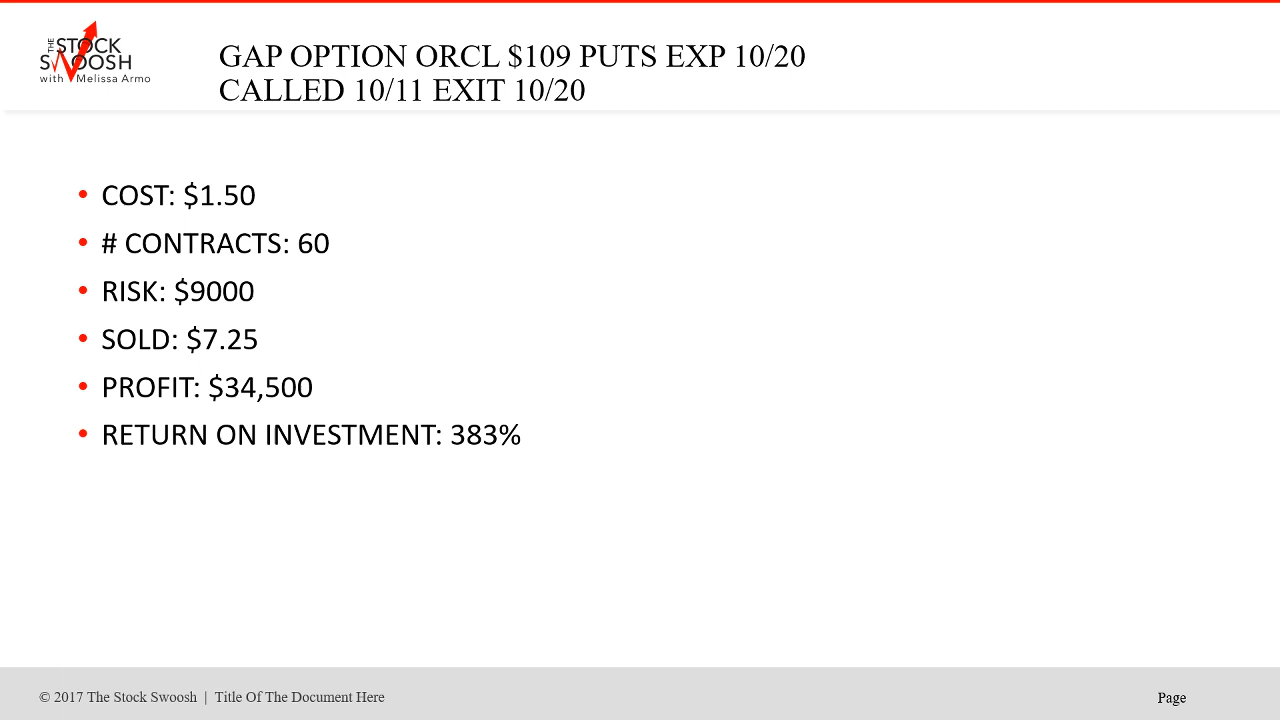 THE STOCK
SWOOSH
with Melissa Armo
GAP OPTION ORCL $109 PUTS EXP 10/20
CALLED 10/11 EXIT 10/20
• COST: $1.50
• # CONTRACTS: 60
• RISK: $9000
• SOLD: $7.25
• PROFIT: $34,500
• RETURN ON INVESTMENT: 383%
© 2017 The Stock Swoosh | Title Of The Document Here
Page